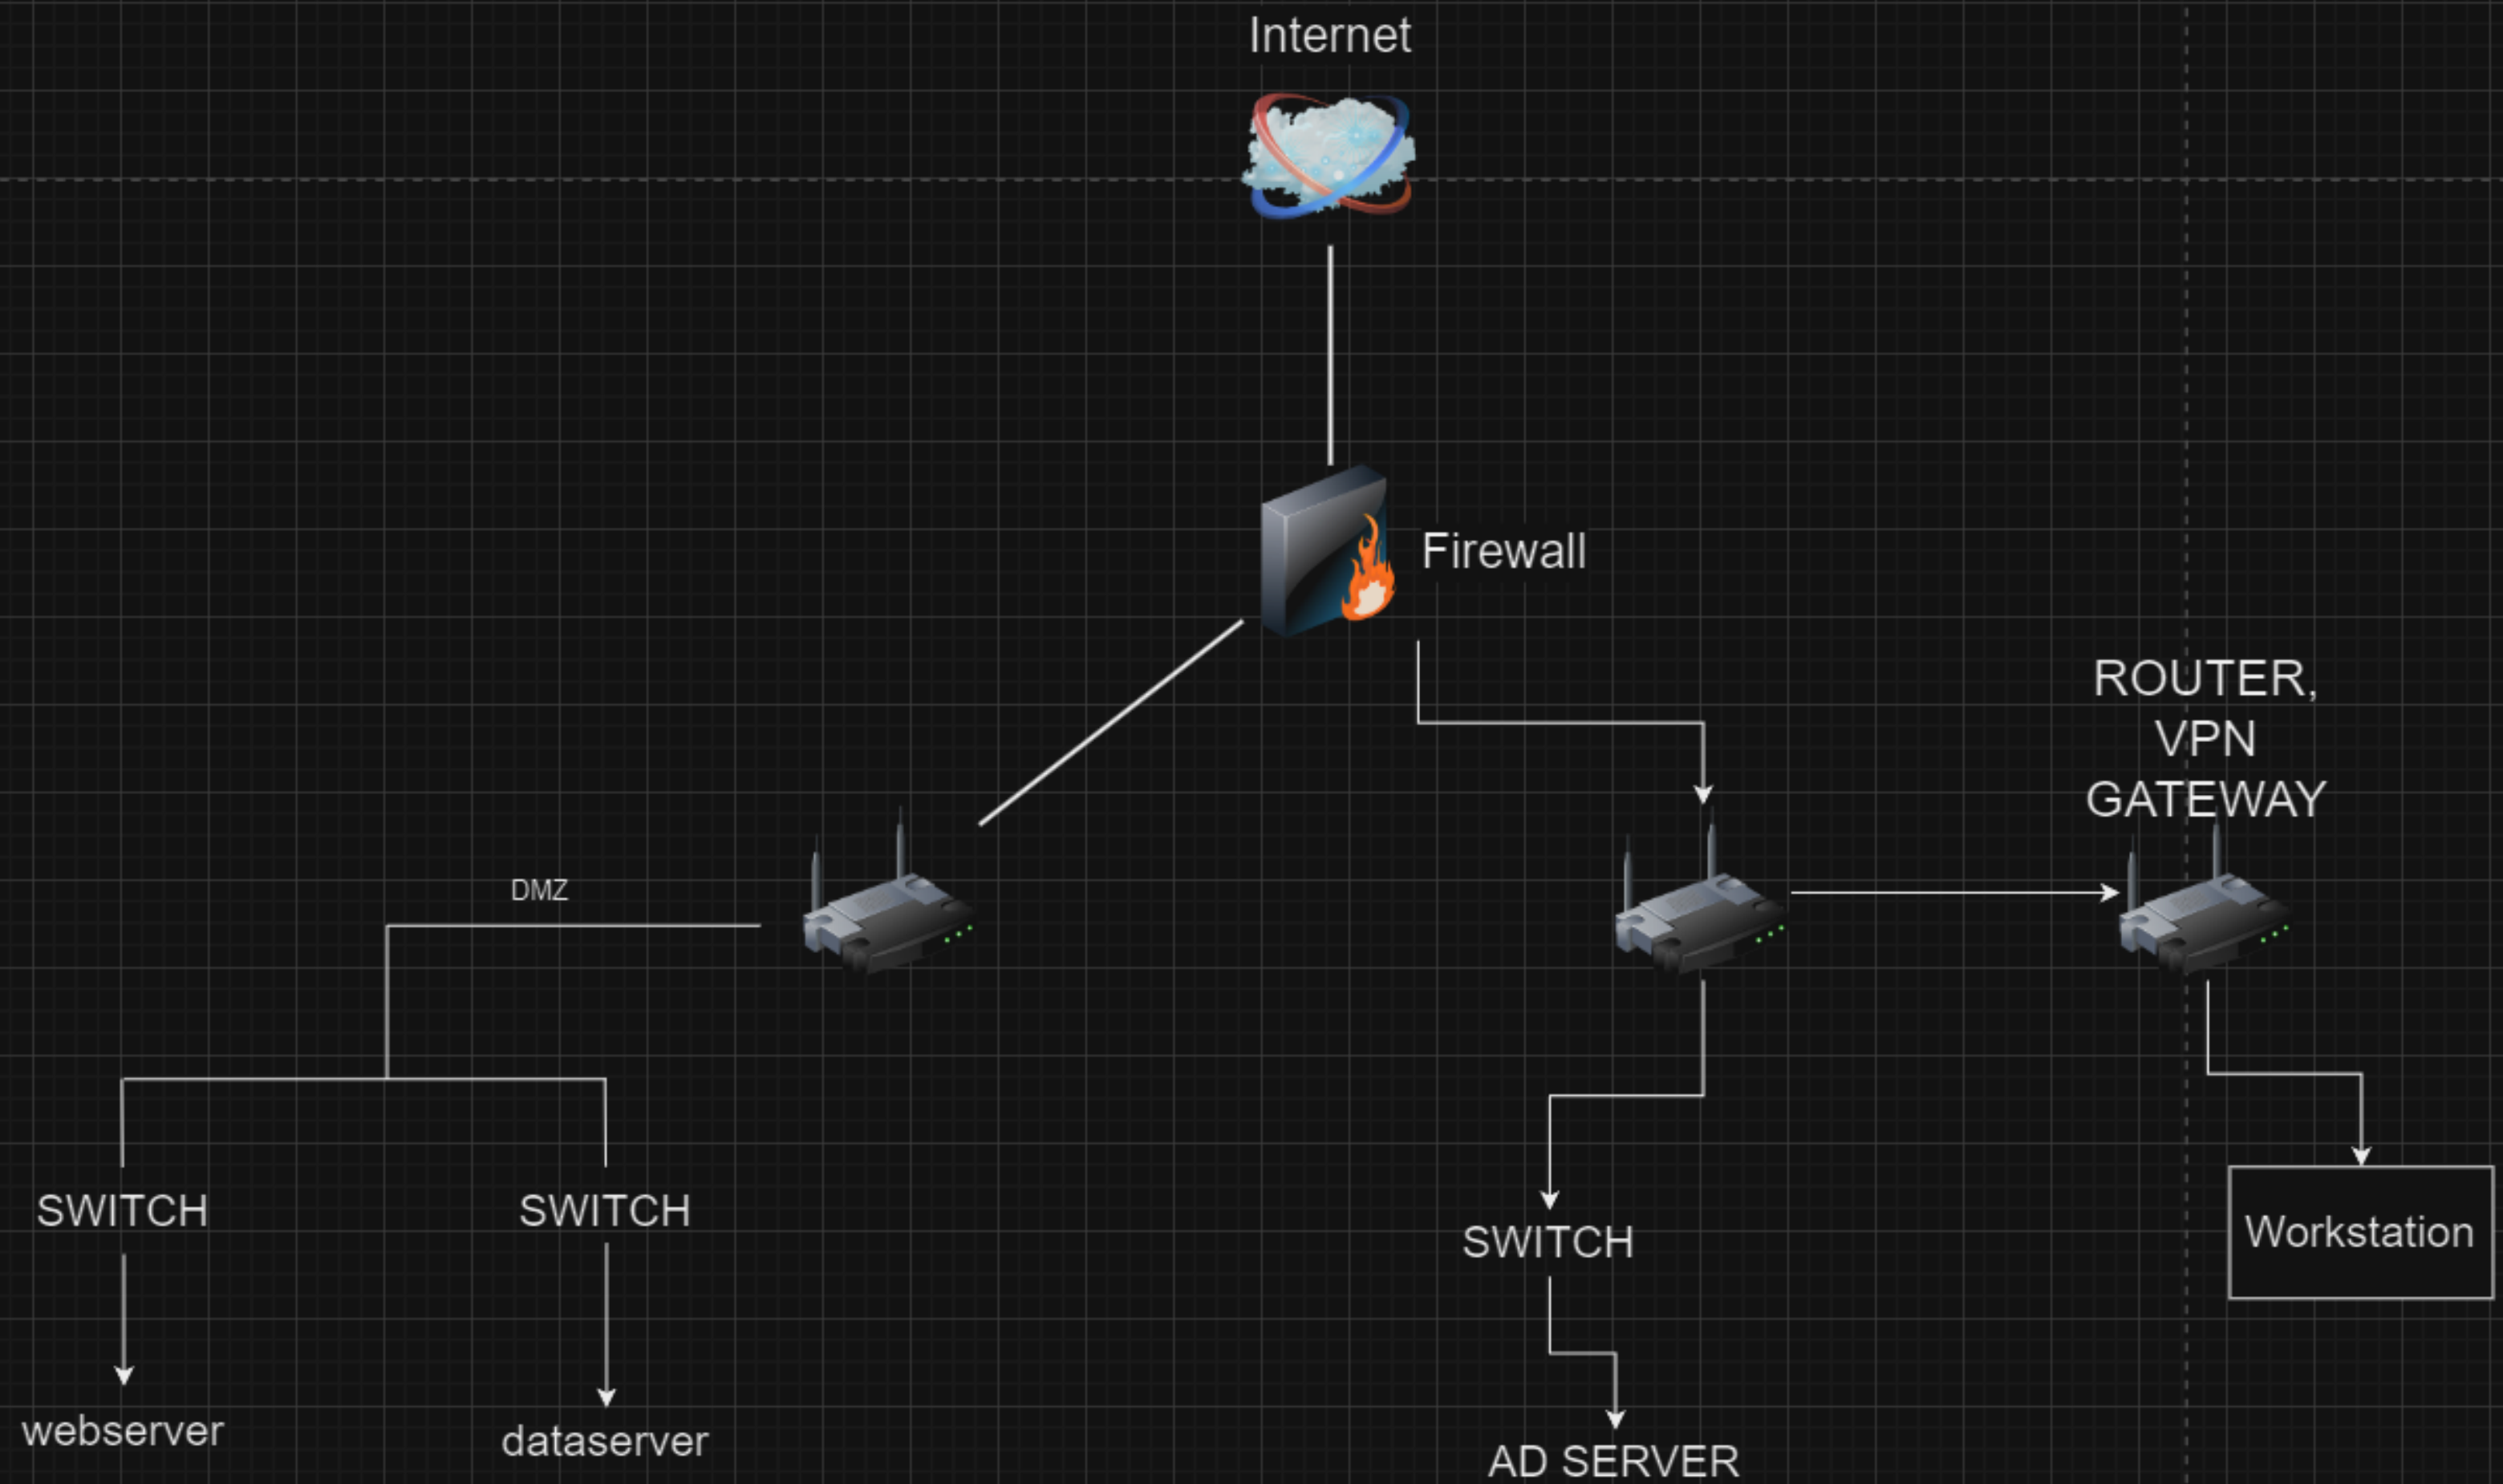 Internet
Firewall
ROUTER,
VPN
GATEWAY
DMZ
SWITCH
SWITCH
SWITCH
Workstation
webserver
dataserver
AD SERVER